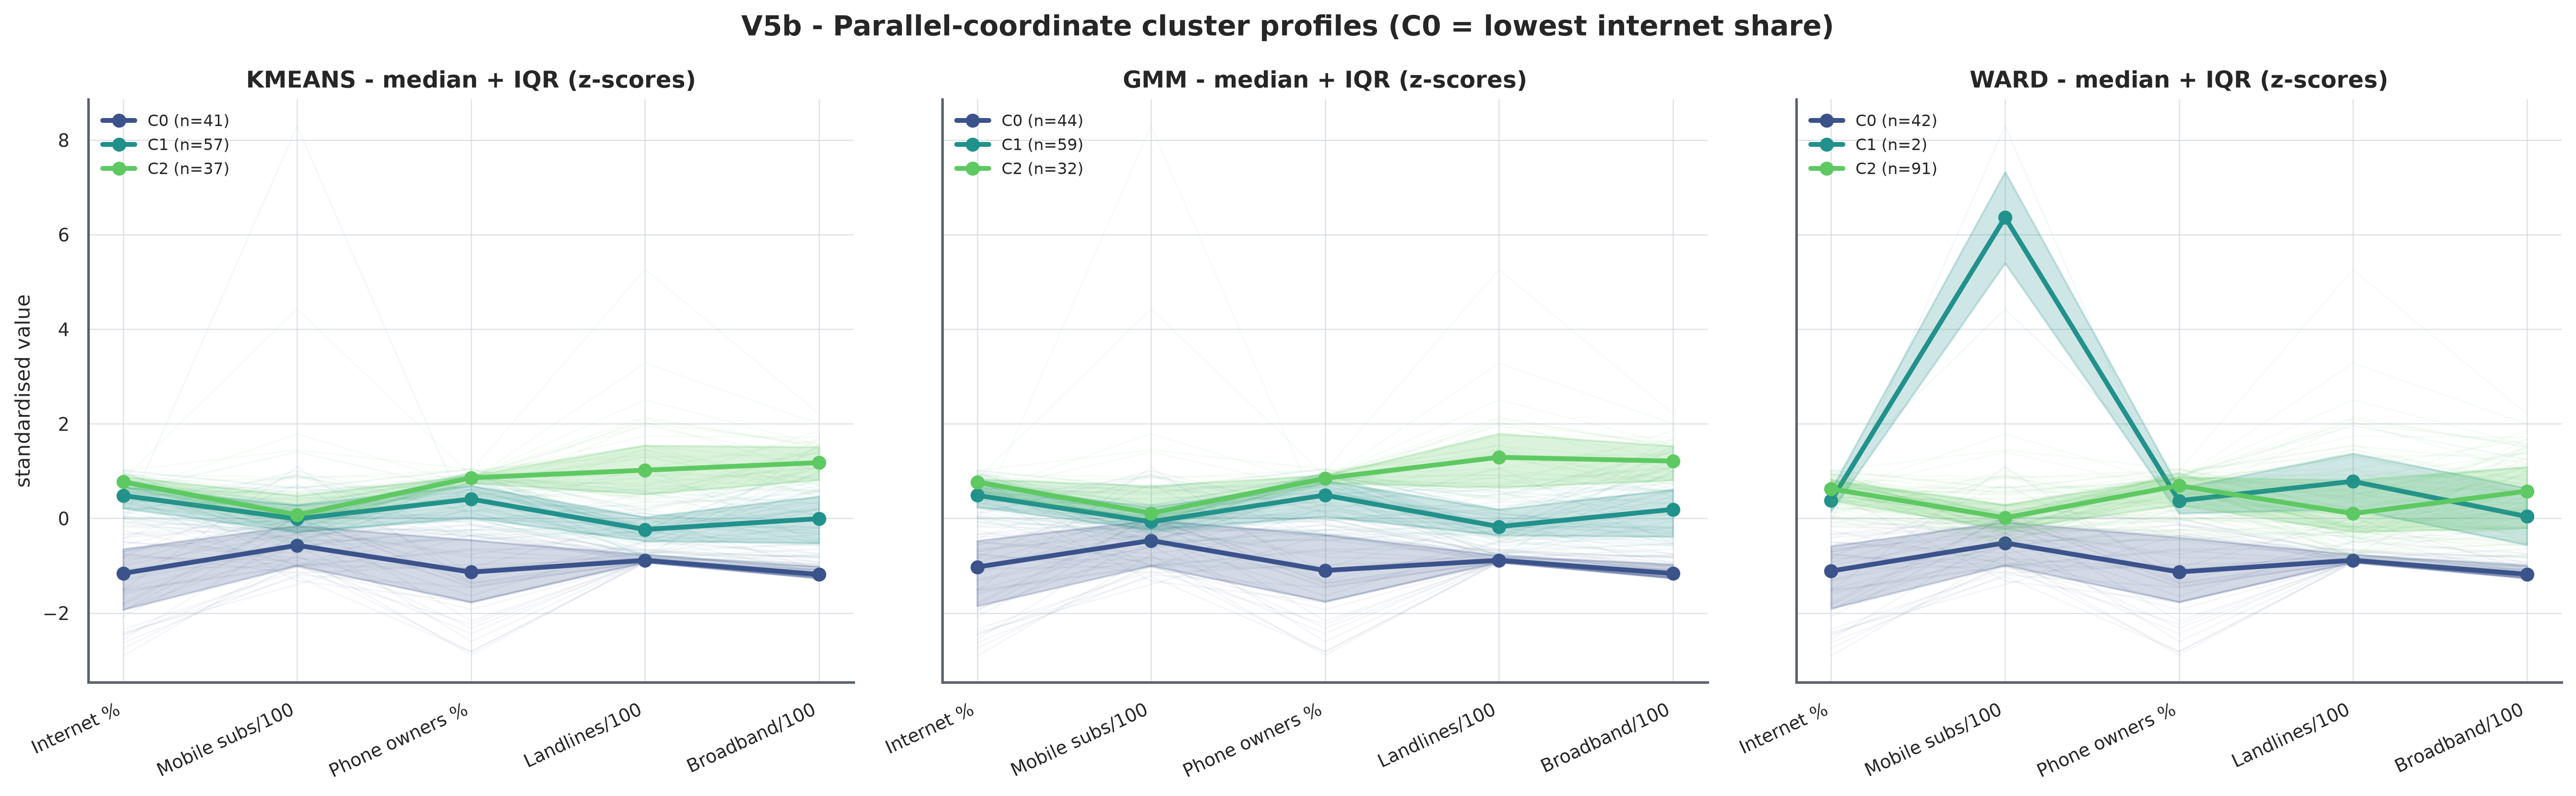 V5b - Parallel-coordinate cluster profiles (C0 = lowest internet share)
KMEANS - median + IQR (z-scores)
C0 (n=41)
C1 (n=57)
C2 (n=37)
standardised value
8
6
4
2
0
−2
Internet %
Mobile subs/100
Phone owners %
Landlines/100
Broadband/100
GMM - median + IQR (z-scores)
C0 (n=44)
C1 (n=59)
C2 (n=32)
Internet %
Mobile subs/100
Phone owners %
Landlines/100
Broadband/100
WARD - median + IQR (z-scores)
C0 (n=42)
C1 (n=2)
C2 (n=91)
Internet %
Mobile subs/100
Phone owners %
Landlines/100
Broadband/100